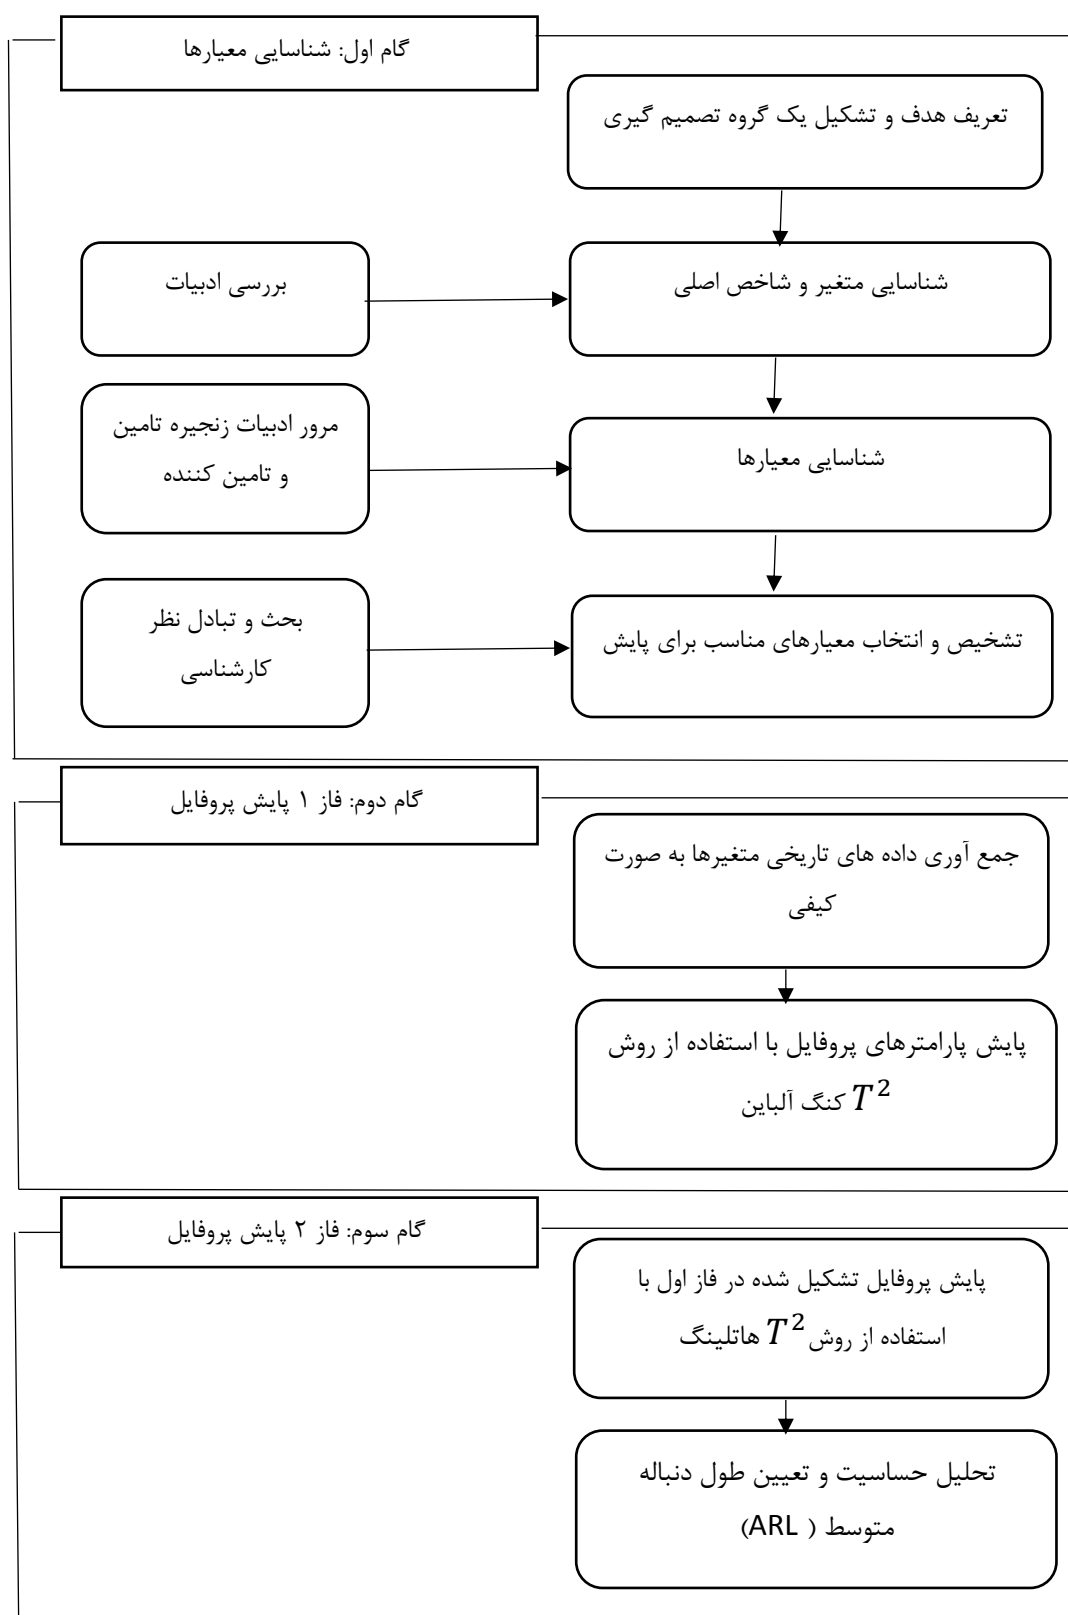 گام اول: شناسایی معیارها
تعریف هدف و تشکیل یک گروه تصمیم گیری
شناسایی متغیر و شاخص اصلی
بررسی ادبیات
شناسایی معیارها
مرور ادبیات زنجیره تامین
و تامین کننده
تشخیص و انتخاب معیارهای مناسب برای پایش
بحث و تبادل نظر
کارشناسی
گام دوم: فاز ۱ پایش پروفایل
جمع آوری داده های تاریخی متغیرها به صورت
کیفی
پایش پارامترهای پروفایل با استفاده از روش
T² کنگ آلباین
گام سوم: فاز ۲ پایش پروفایل
پایش پروفایل تشکیل شده در فاز اول با
استفاده از روش T² هاتلینگ
تحلیل حساسیت و تعیین طول دنباله
متوسط ( ARL)